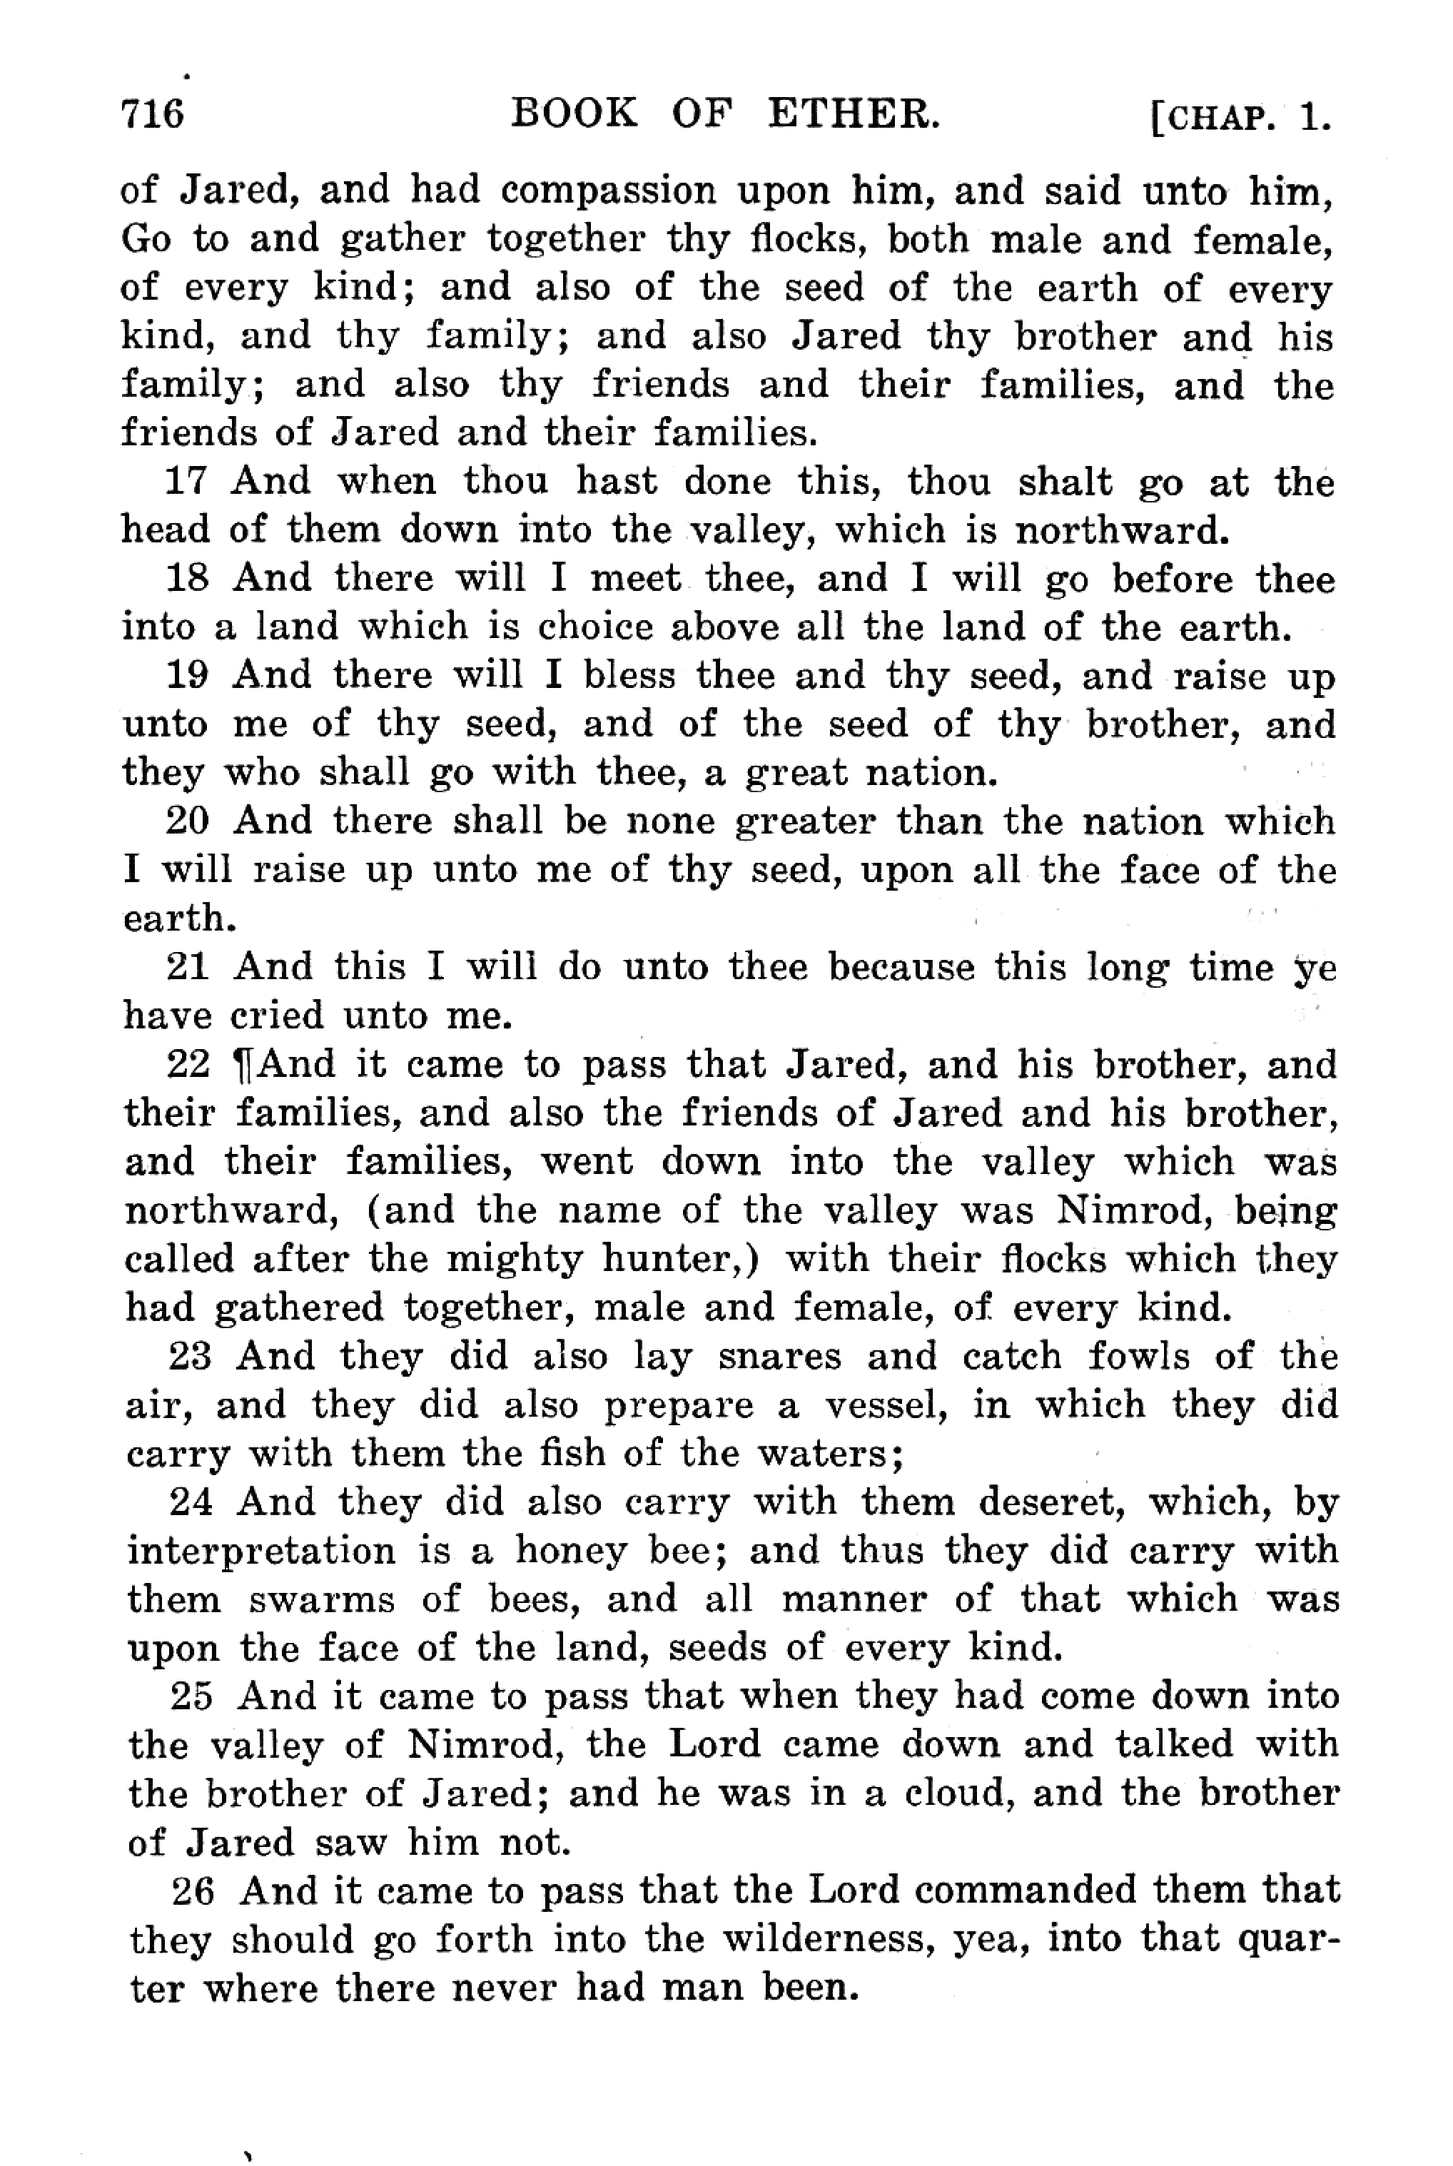 716 BOOK OF ETHER. [CHAP. 1.
of Jared, and had compassion upon him, and said unto him,
Go to and gather together thy flocks, both male and female,
of every kind; and also of the seed of the earth of every
kind, and thy family; and also Jared thy brother and his
family; and also thy friends and their families, and the
friends of Jared and their families.
17 And when thou hast done this, thou shalt go at the
head of them down into the valley, which is northward.
18 And there will I meet thee, and I will go before thee
into a land which is choice above all the land of the earth.
19 And there will I bless thee and thy seed, and raise up
unto me of thy seed, and of the seed of thy brother, and
they who shall go with thee, a great nation.
20 And there shall be none greater than the nation which
I will raise up unto me of thy seed, upon all the face of the
earth.
21 And this I will do unto thee because this long time ye
have cried unto me.
22 ¶And it came to pass that Jared, and his brother, and
their families, and also the friends of Jared and his brother,
and their families, went down into the valley which was
northward, (and the name of the valley was Nimrod, being
called after the mighty hunter,) with their flocks which they
had gathered together, male and female, of every kind.
23 And they did also lay snares and catch fowls of the
air, and they did also prepare a vessel, in which they did
carry with them the fish of the waters;
24 And they did also carry with them deseret, which, by
interpretation is a honey bee; and thus they did carry with
them swarms of bees, and all manner of that which was
upon the face of the land, seeds of every kind.
25 And it came to pass that when they had come down into
the valley of Nimrod, the Lord came down and talked with
the brother of Jared; and he was in a cloud, and the brother
of Jared saw him not.
26 And it came to pass that the Lord commanded them that
they should go forth into the wilderness, yea, into that quar-
ter where there never had man been.